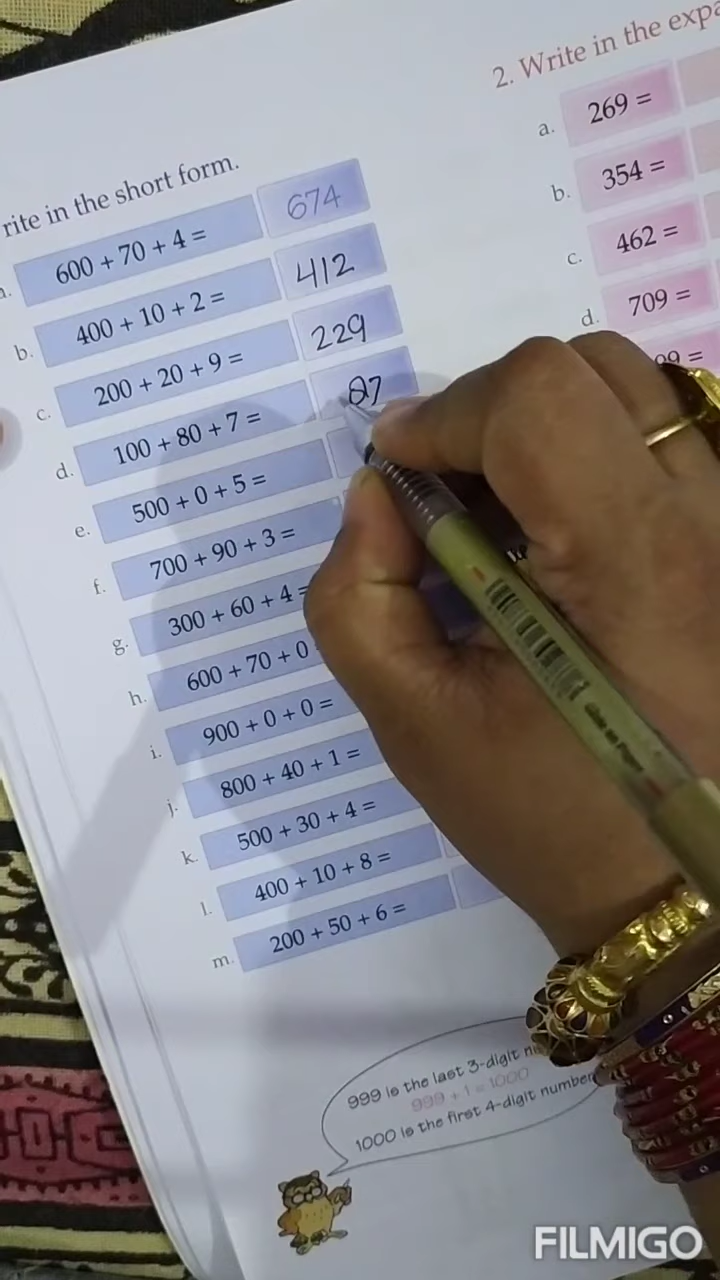 rite in the short form.
600 + 70 + 4 = 674
b. 400 + 10 + 2 = 412
c. 200 + 20 + 9 = 229
d. 100 + 80 + 7 = 87
e. 500 + 0 + 5 =
f. 700 + 90 + 3 =
g. 300 + 60 + 4 =
h. 600 + 70 + 0
i. 900 + 0 + 0 =
j. 800 + 40 + 1 =
k. 500 + 30 + 4 =
l. 400 + 10 + 8 =
m. 200 + 50 + 6 =
2. Write in the expa
a. 269 =
b. 354 =
c. 462 =
d. 709 =
99 =
999 is the last 3-digit n
999 + 1 = 1000
1000 is the first 4-digit number
FILMIGO